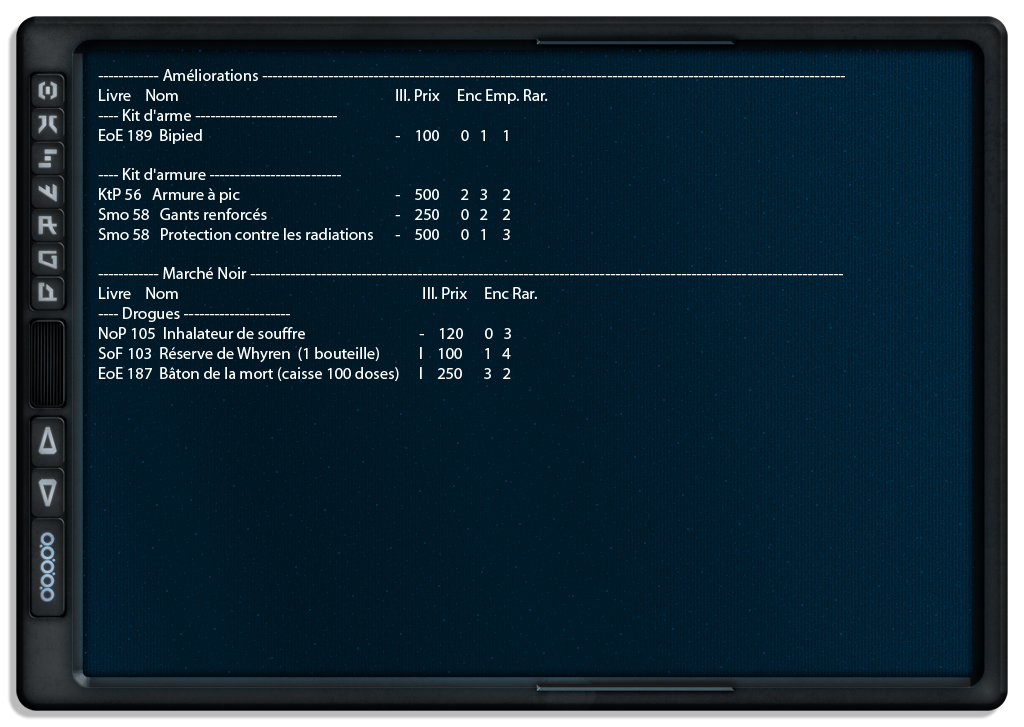 ------------ Améliorations --------------------------------------------------------------------------------------------------------------------
Livre Nom Ill. Prix Enc Emp. Rar.
---- Kit d'arme ----------------------------
EoE 189 Bipied - 100 0 1 1
---- Kit d'armure --------------------------
KtP 56 Armure à pic - 500 2 3 2
Smo 58 Gants renforcés - 250 0 2 2
Smo 58 Protection contre les radiations - 500 0 1 3
------------ Marché Noir ----------------------------------------------------------------------------------------------------------------------
Livre Nom Ill. Prix Enc Rar.
---- Drogues ---------------------
NoP 105 Inhalateur de souffre - 120 0 3
SoF 103 Réserve de Whyren (1 bouteille) I 100 1 4
EoE 187 Bâton de la mort (caisse 100 doses) I 250 3 2